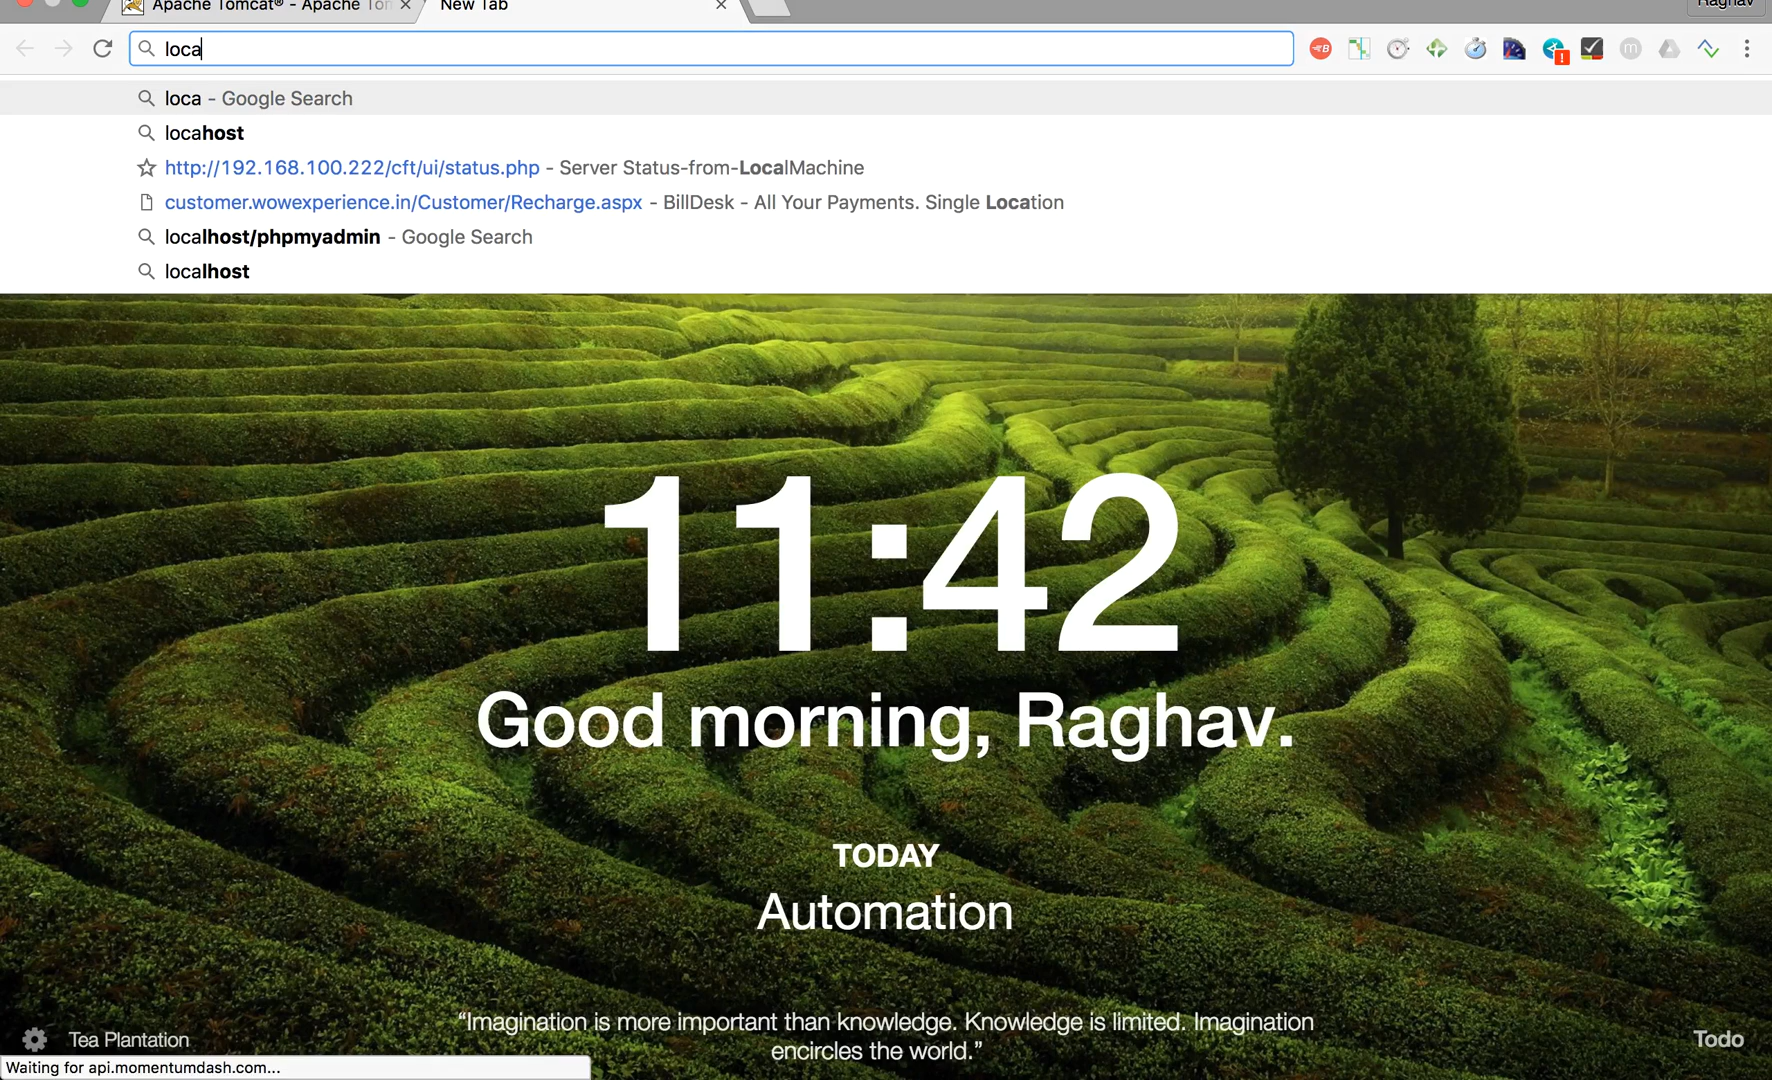 Apache Tomcat® - Apache Tom
New Tab
Raghav
loca
loca - Google Search
locahost
http://192.168.100.222/cft/ui/status.php - Server Status-from-LocalMachine
customer.wowexperience.in/Customer/Recharge.aspx - BillDesk - All Your Payments. Single Location
localhost/phpmyadmin - Google Search
localhost
11:42
Good morning, Raghav.
TODAY
Automation
“Imagination is more important than knowledge. Knowledge is limited. Imagination
encircles the world.”
Tea Plantation
Todo
Waiting for api.momentumdash.com...